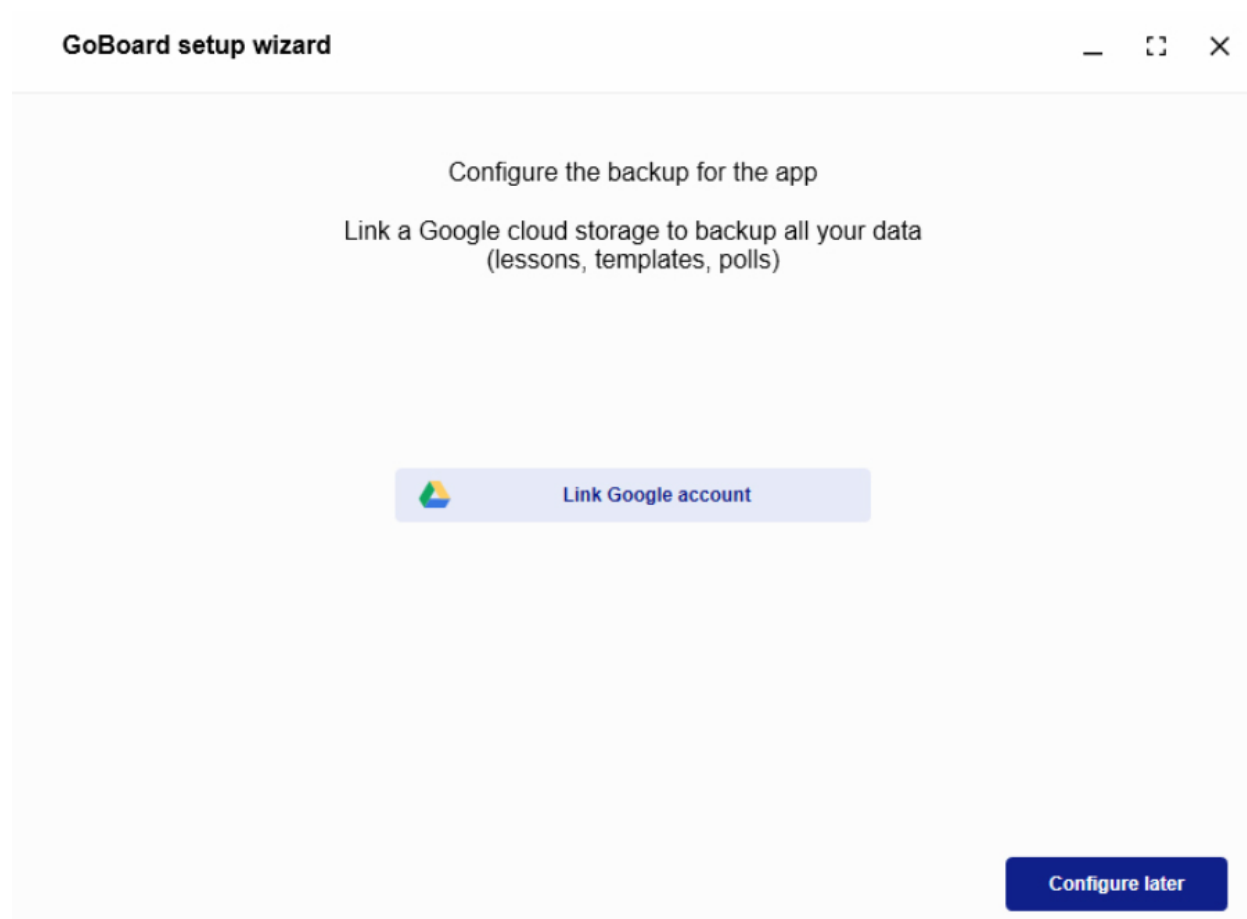 GoBoard setup wizard
Configure the backup for the app
Link a Google cloud storage to backup all your data
(lessons, templates, polls)
Link Google account
Configure later